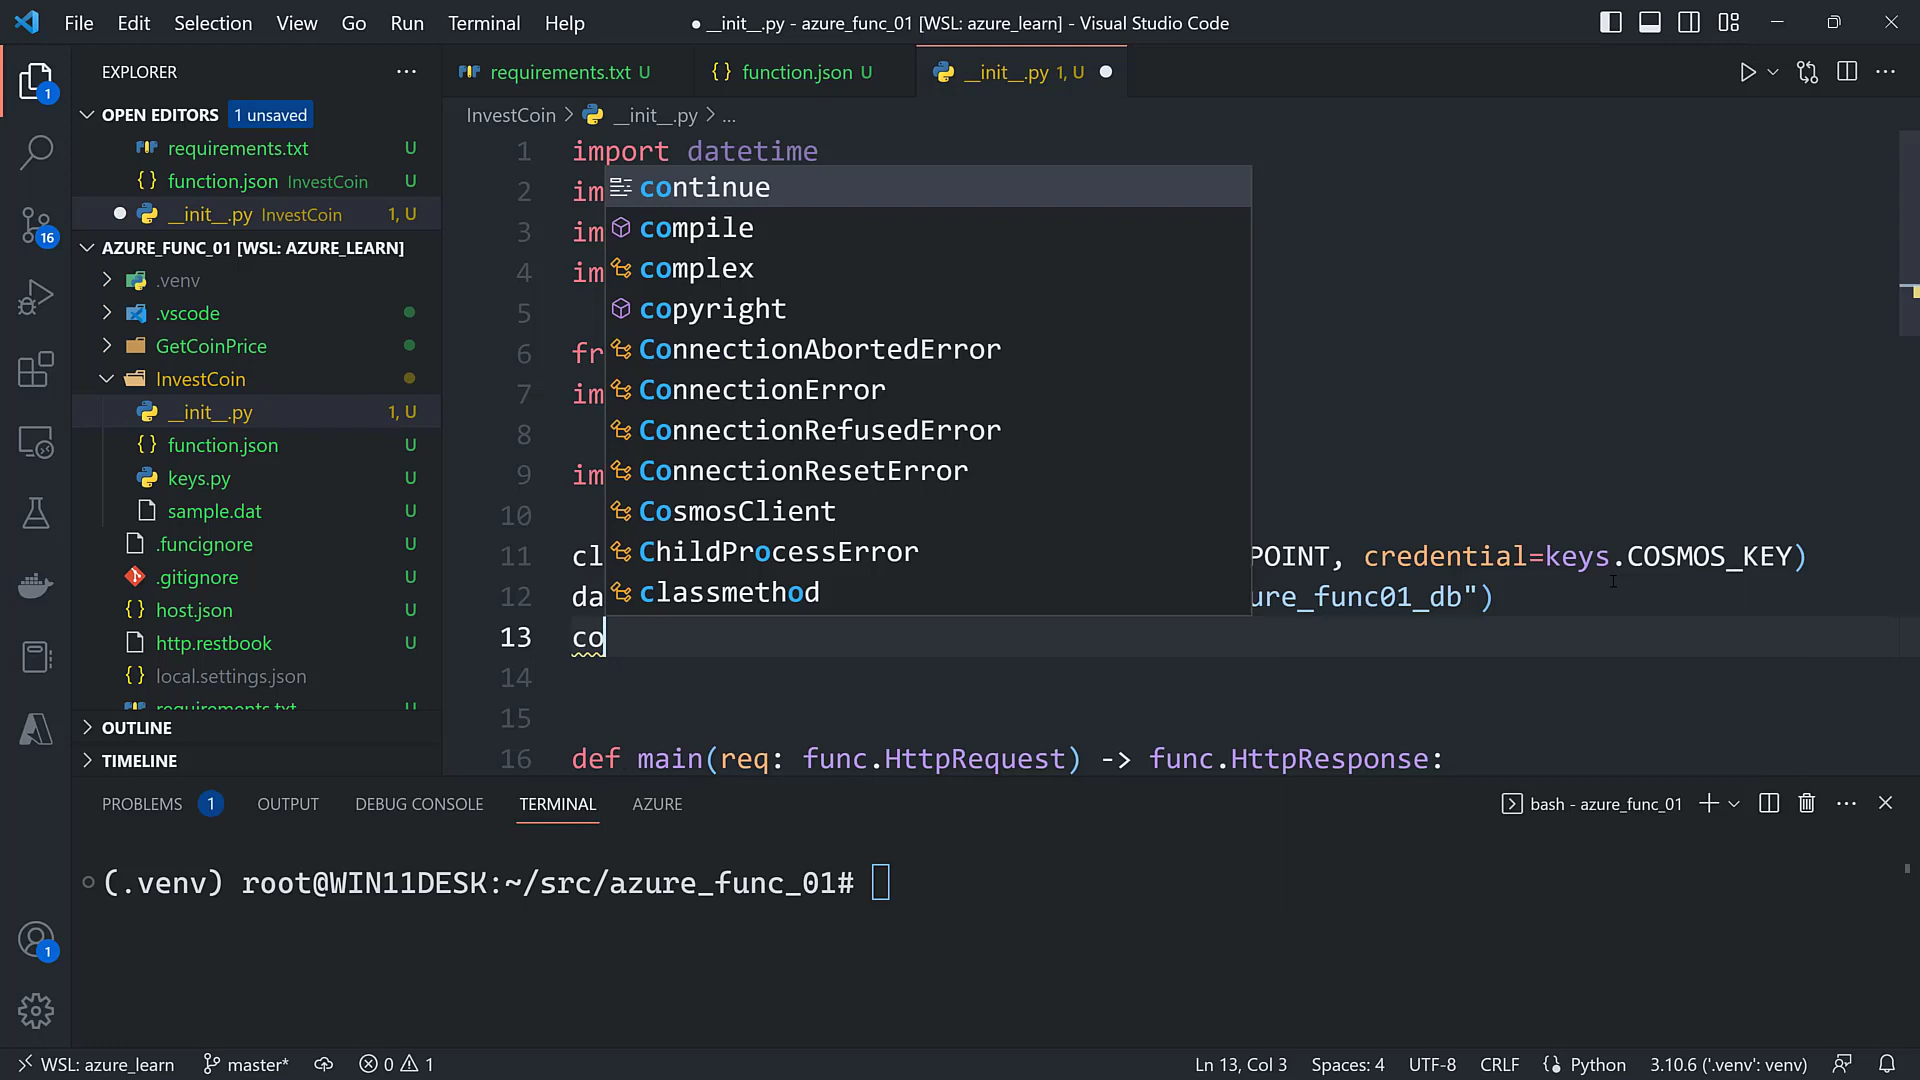 File Edit Selection View Go Run Terminal Help
● __init__.py - azure_func_01 [WSL: azure_learn] - Visual Studio Code
EXPLORER
OPEN EDITORS 1 unsaved
requirements.txt U
function.json InvestCoin U
__init__.py InvestCoin 1, U
AZURE_FUNC_01 [WSL: AZURE_LEARN]
.venv
.vscode
GetCoinPrice
InvestCoin
__init__.py 1, U
function.json U
keys.py U
sample.dat U
.funcignore U
.gitignore U
host.json U
http.restbook U
local.settings.json
requirements.txt U
OUTLINE
TIMELINE
1
16
1
requirements.txt U
function.json U
__init__.py 1, U
InvestCoin > __init__.py > ...
1 import datetime
2 im
3 im
4 im
5
6 fr
7 im
8
9 im
10
11 cl POINT, credential=keys.COSMOS_KEY)
12 da ure_func01_db")
13 co
14
15
16 def main(req: func.HttpRequest) -> func.HttpResponse:
continue
compile
complex
copyright
ConnectionAbortedError
ConnectionError
ConnectionRefusedError
ConnectionResetError
CosmosClient
ChildProcessError
classmethod
PROBLEMS 1 OUTPUT DEBUG CONSOLE TERMINAL AZURE
bash - azure_func_01
(.venv) root@WIN11DESK:~/src/azure_func_01#
WSL: azure_learn master* 0 1
Ln 13, Col 3 Spaces: 4 UTF-8 CRLF Python 3.10.6 ('.venv': venv)